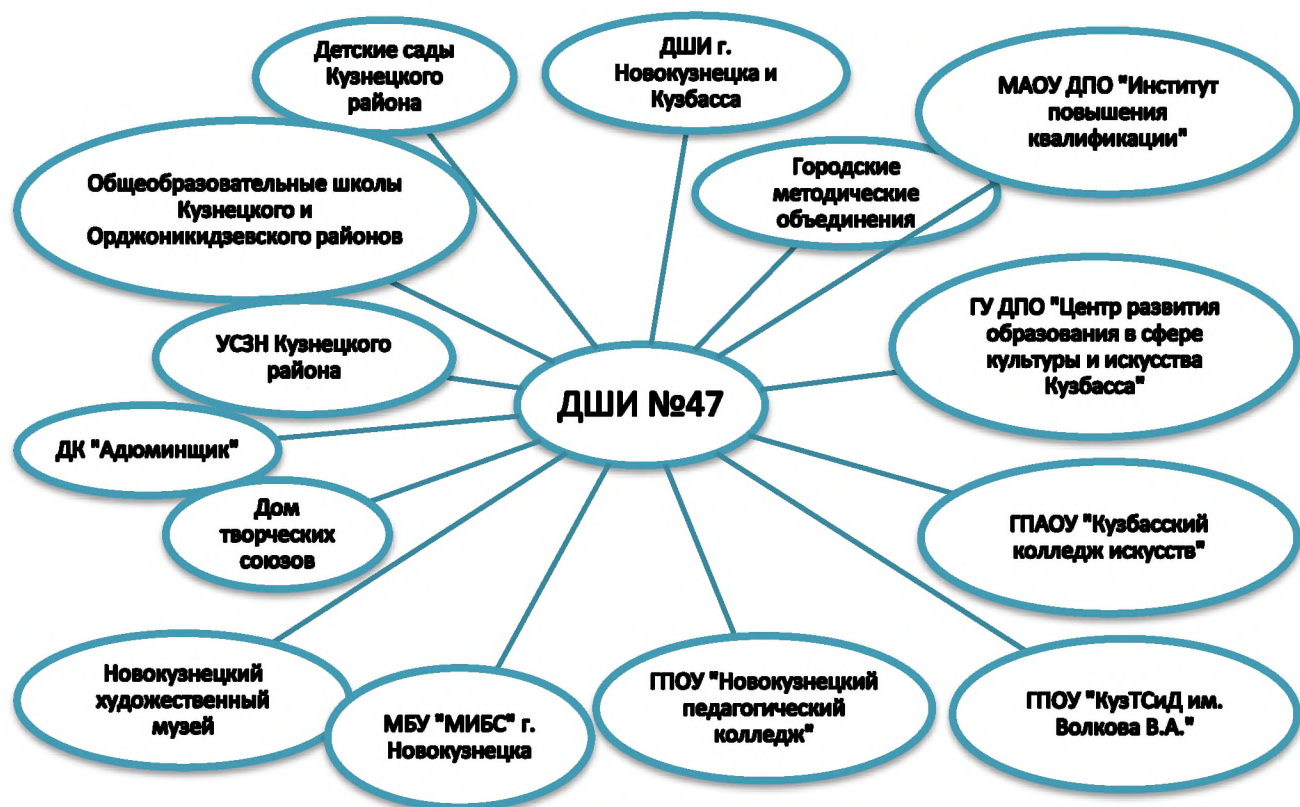 Детские сады
Кузнецкого
района
ДШИ г.
Новокузнецка и
Кузбасса
МАОУ ДПО "Институт
повышения
квалификации"
Общеобразовательные школы
Кузнецкого и
Орджоникидзевского районов
Городские
методические
объединения
ГУ ДПО "Центр развития
образования в сфере
культуры и искусства
Кузбасса"
УСЗН Кузнецкого
района
ДШИ №47
ДК "Адюминщик"
Дом
творческих
союзов
ГПАОУ "Кузбасский
колледж искусств"
Новокузнецкий
художественный
музей
МБУ "МИБС" г.
Новокузнецка
ГПОУ "Новокузнецкий
педагогический
колледж"
ГПОУ "КузТСиД им.
Волкова В.А."